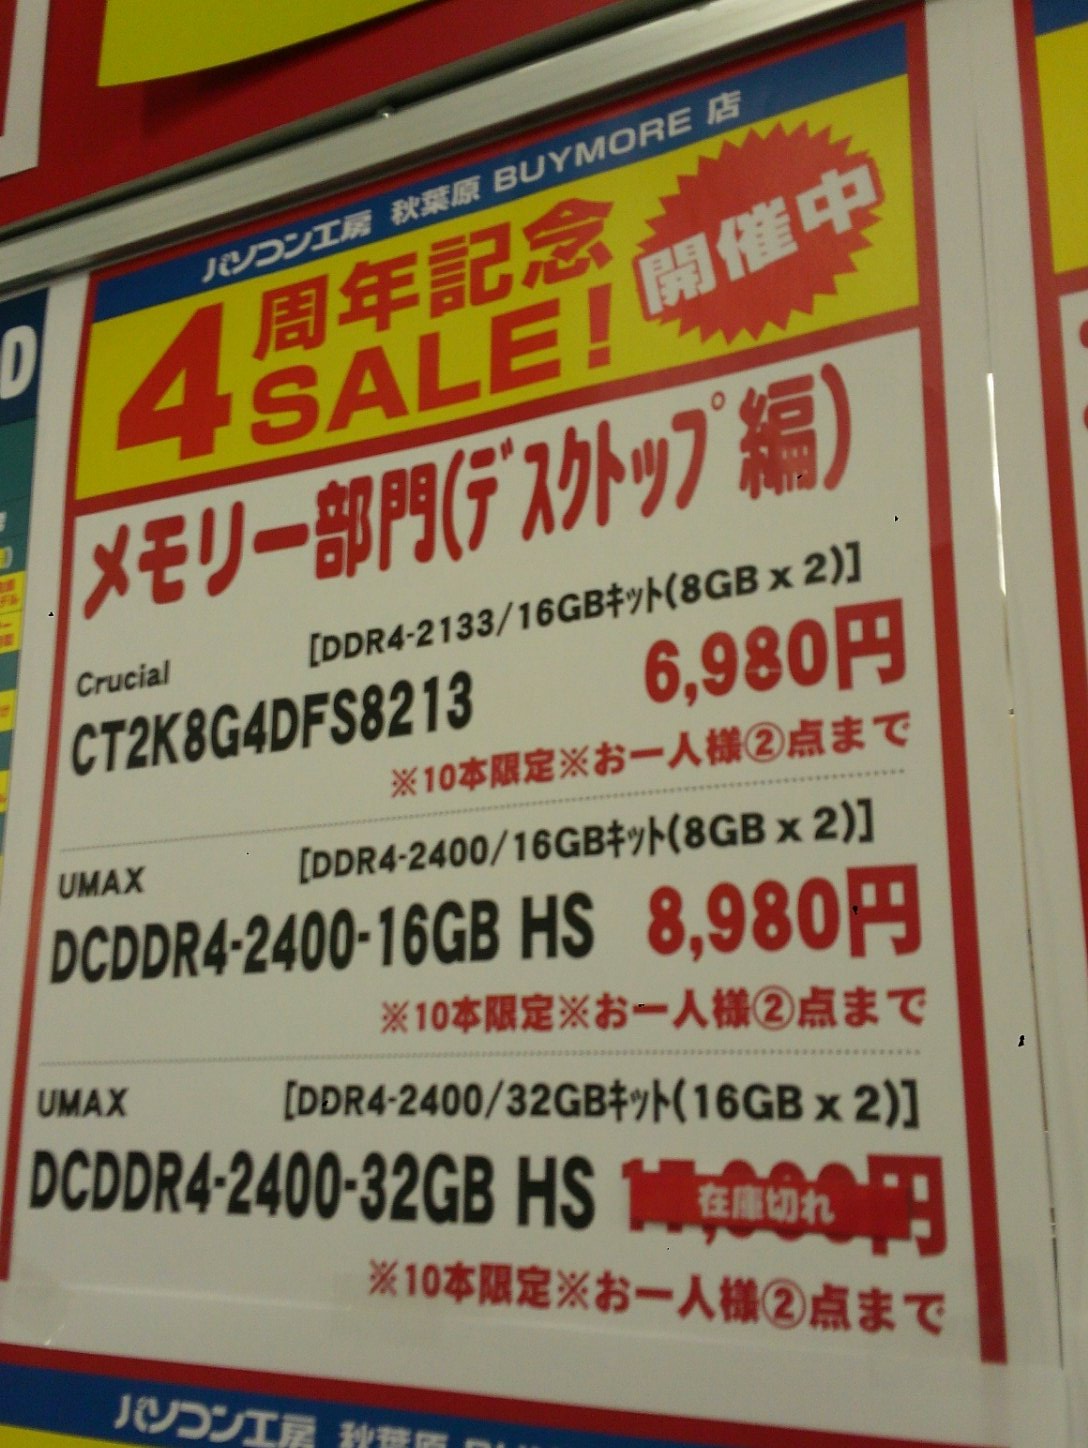 パソコン工房 秋葉原 BUYMORE 店
4周年記念
SALE!
開催中
メモリー部門(デスクトップ編)
Crucial [DDR4-2133/16GBキット(8GB x 2)]
CT2K8G4DFS8213 6,980円
※10本限定※お一人様②点まで
UMAX [DDR4-2400/16GBキット(8GB x 2)]
DCDDR4-2400-16GB HS 8,980円
※10本限定※お一人様②点まで
UMAX [DDR4-2400/32GBキット(16GB x 2)]
DCDDR4-2400-32GB HS 在庫切れ 円
※10本限定※お一人様②点まで
パソコン工房 秋葉原